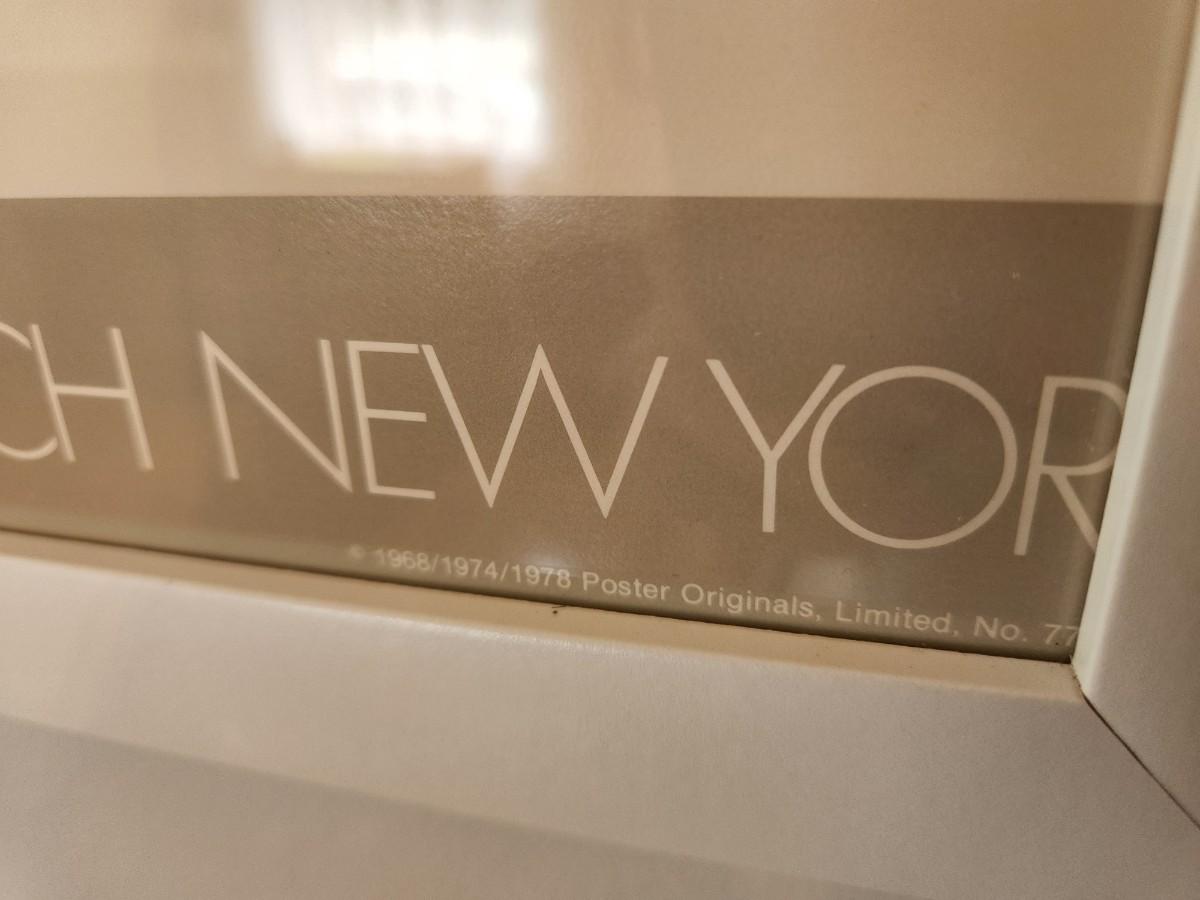 CH NEW YOR
© 1968/1974/1978 Poster Originals, Limited, No. 77